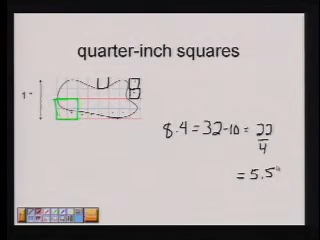 quarter-inch squares
1"
8·4 = 32-10 = 22
4
= 5.5"